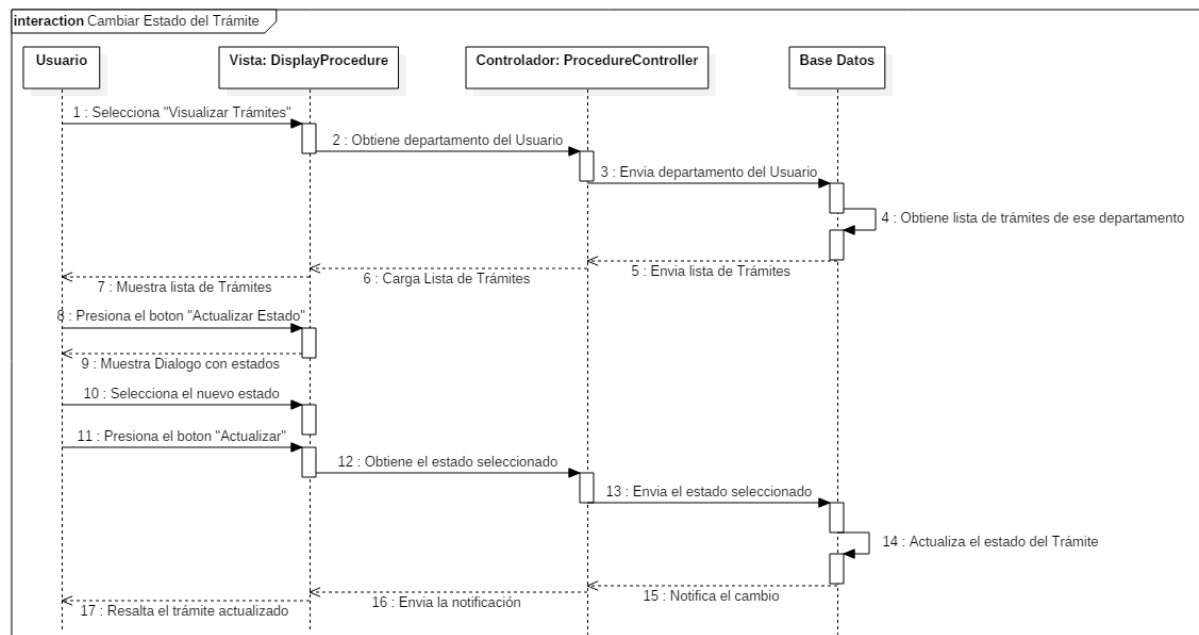 interaction Cambiar Estado del Trámite
Usuario
Vista: DisplayProcedure
Controlador: ProcedureController
Base Datos
1 : Selecciona "Visualizar Trámites"
2 : Obtiene departamento del Usuario
3 : Envia departamento del Usuario
4 : Obtiene lista de trámites de ese departamento
5 : Envia lista de Trámites
6 : Carga Lista de Trámites
7 : Muestra lista de Trámites
8 : Presiona el boton "Actualizar Estado"
9 : Muestra Dialogo con estados
10 : Selecciona el nuevo estado
11 : Presiona el boton "Actualizar"
12 : Obtiene el estado seleccionado
13 : Envia el estado seleccionado
14 : Actualiza el estado del Trámite
15 : Notifica el cambio
16 : Envia la notificación
17 : Resalta el trámite actualizado